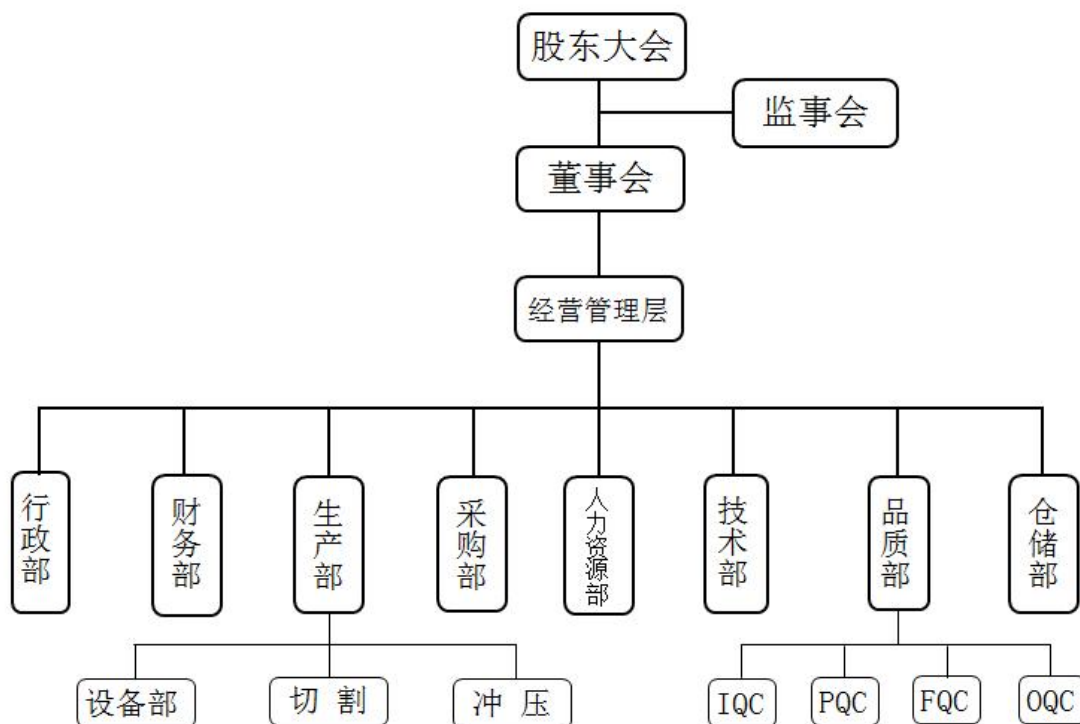 股东大会
监事会
董事会
经营管理层
行政部
财务部
生产部
采购部
人力资源部
技术部
品质部
仓储部
设备部
切割
冲压
IQC
PQC
FQC
OQC